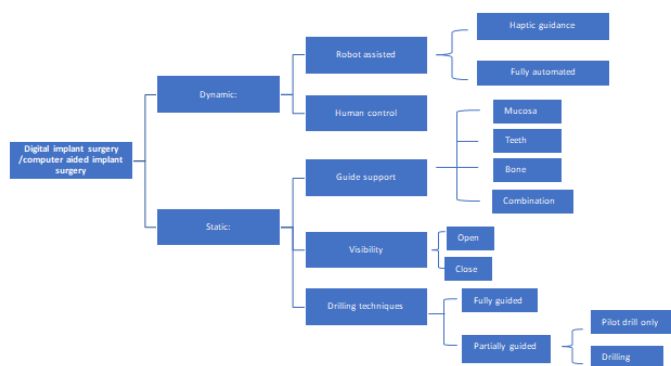 Digital implant surgery
/computer aided implant
surgery
Dynamic:
Robot assisted
Haptic guidance
Fully automated
Human control
Static:
Guide support
Mucosa
Teeth
Bone
Combination
Visibility
Open
Close
Drilling techniques
Fully guided
Partially guided
Pilot drill only
Drilling